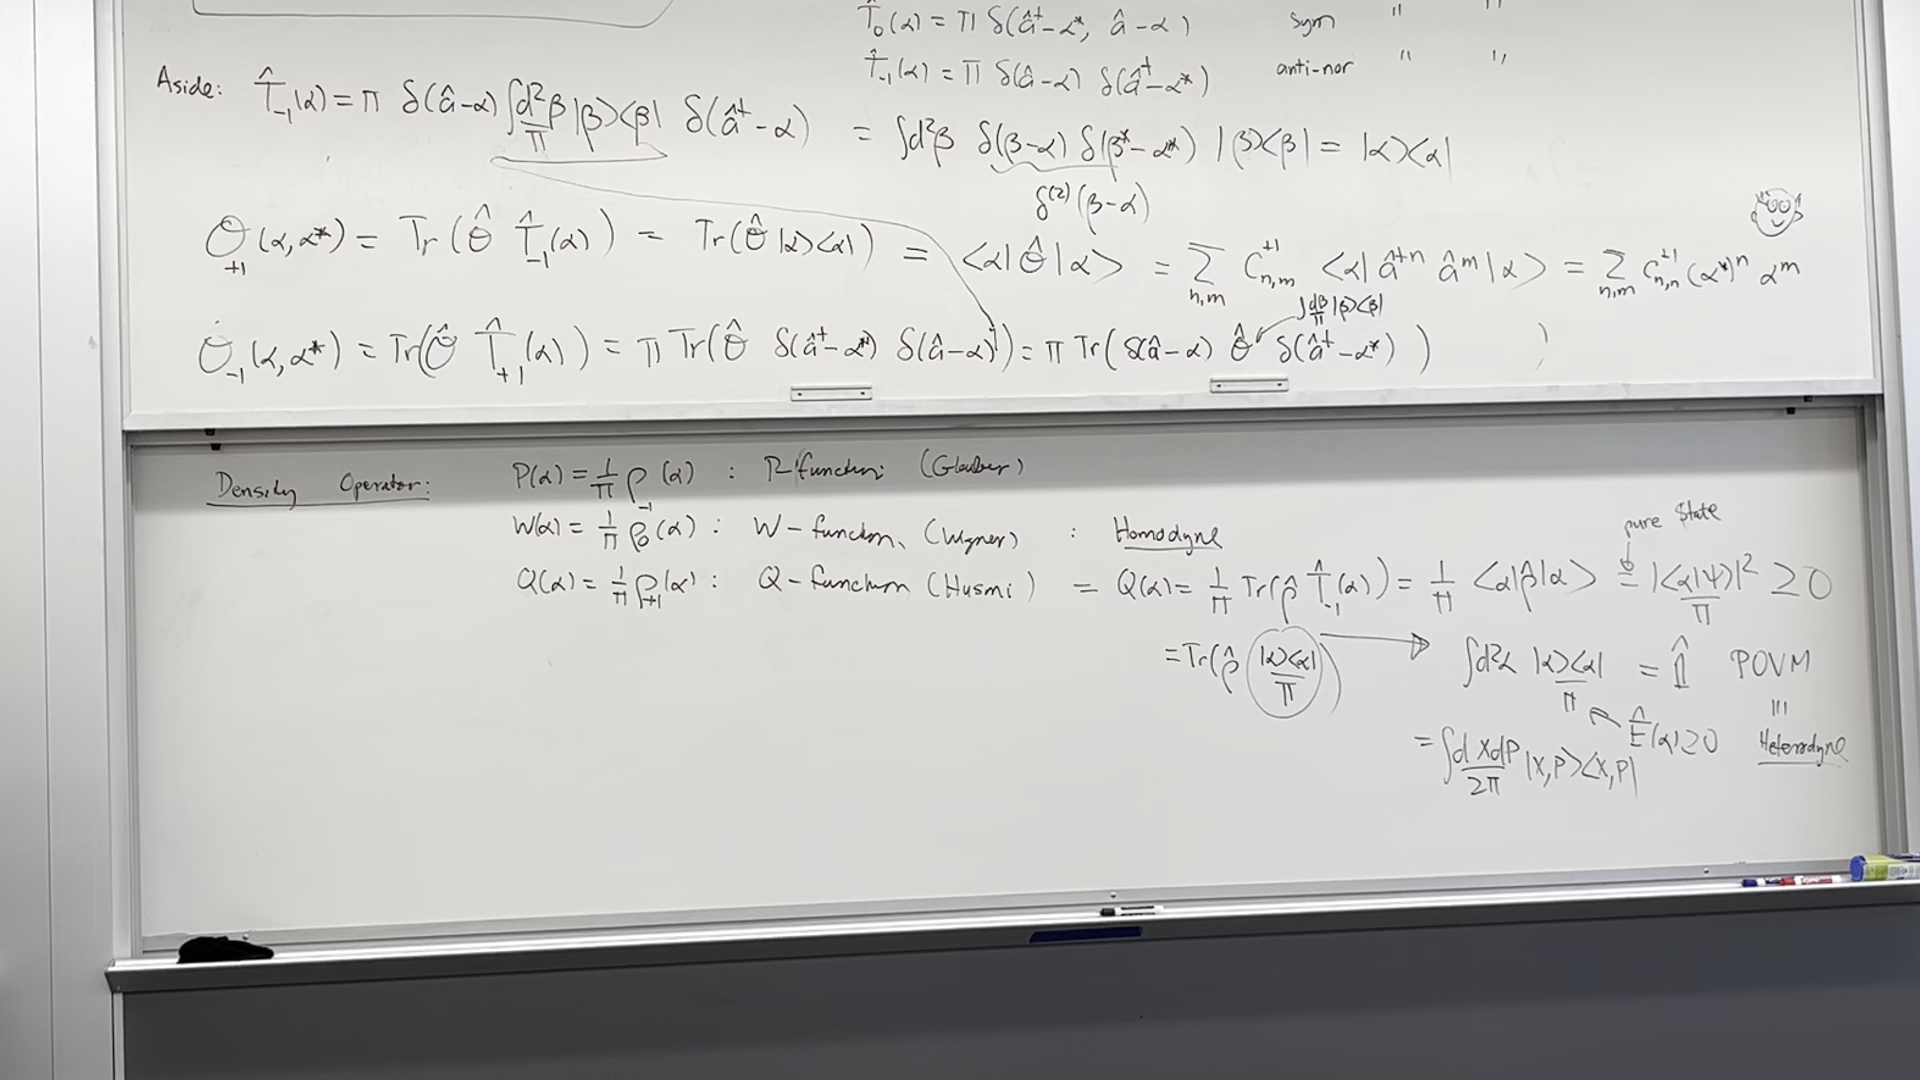 T̂₀(α) = π δ(â†-α*, â-α) sym " "
T̂₋₁(α) = π δ(â-α) δ(â†-α*) anti-nor " "
Aside: T̂₋₁(α) = π δ(â-α) ∫d²β/π |β><β| δ(â†-α) = ∫d²β δ(β-α) δ(β*-α*) |β><β| = |α><α|
δ⁽²⁾(β-α)
O₊₁(α,α*) = Tr(Ô T̂₋₁(α)) = Tr(Ô |α><α|) = <α|Ô|α> = Σ_{n,m} C⁺¹_{n,m} <α| â†ⁿ âᵐ |α> = Σ_{n,m} C⁺¹_{n,n} (α*)ⁿ αᵐ
∫dβ/π |β><β|
O₋₁(α,α*) = Tr(Ô T̂₊₁(α)) = π Tr(Ô δ(â†-α*) δ(â-α)) = π Tr(δ(â-α) Ô δ(â†-α*))
Density Operator: P(α) = 1/π ρ₋₁(α) : P-function (Glauber)
W(α) = 1/π ρ₀(α) : W-function (Wigner) : Homodyne
pure state
Q(α) = 1/π ρ₊₁(α) : Q-function (Husmi) = Q(α) = 1/π Tr(ρ̂ T̂₋₁(α)) = 1/π <α|ρ̂|α> = |<α|ψ>|²/π ≥ 0
= Tr(ρ̂ |α><α|/π) → ∫d²α |α><α|/π = 𝟙̂ POVM
Ê(α) ≥ 0 ≡ Heterodyne
= ∫dXdP/2π |X,P><X,P|